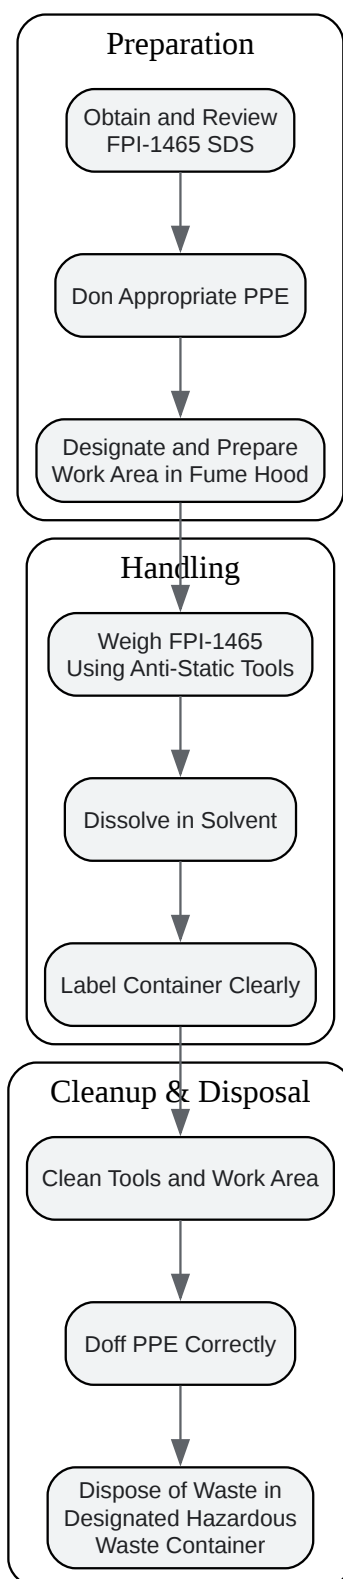 Preparation
Obtain and Review
FPI-1465 SDS
Don Appropriate PPE
Designate and Prepare
Work Area in Fume Hood
Handling
Weigh FPI-1465
Using Anti-Static Tools
Dissolve in Solvent
Label Container Clearly
Cleanup & Disposal
Clean Tools and Work Area
Doff PPE Correctly
Dispose of Waste in
Designated Hazardous
Waste Container